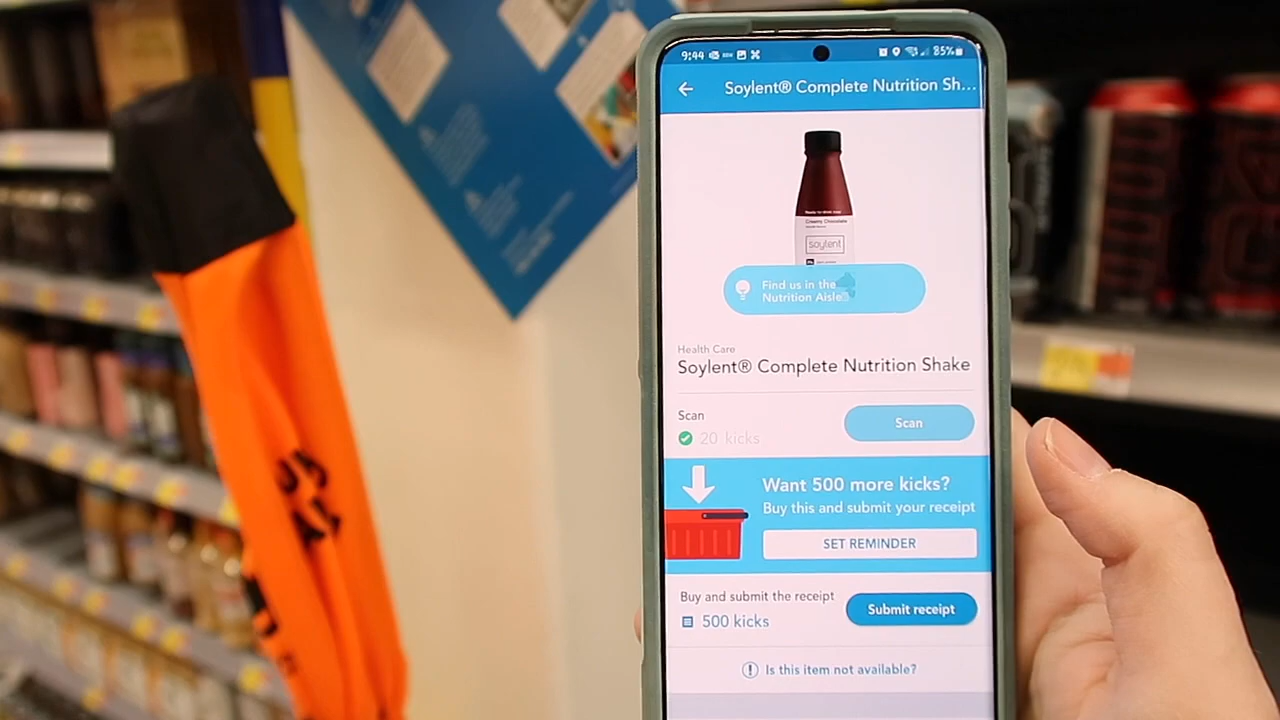 9:44
85%
Soylent® Complete Nutrition Sh...
Creamy Chocolate
soylent
Find us in the
Nutrition Aisle
Health Care
Soylent® Complete Nutrition Shake
Scan
Scan
20 kicks
Want 500 more kicks?
Buy this and submit your receipt
SET REMINDER
Buy and submit the receipt
500 kicks
Submit receipt
Is this item not available?